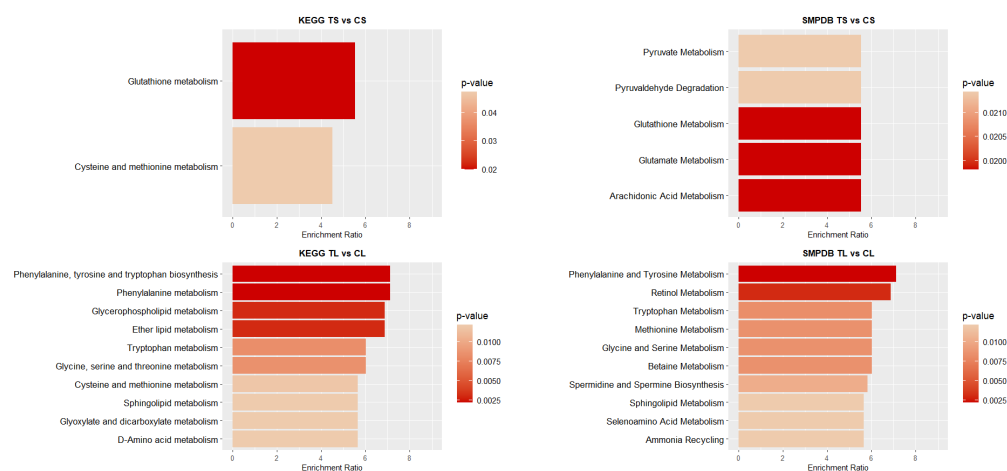 KEGG TS vs CS
Glutathione metabolism
Cysteine and methionine metabolism
0 2 4 6 8
Enrichment Ratio
p-value
0.04
0.03
0.02
SMPDB TS vs CS
Pyruvate Metabolism
Pyruvaldehyde Degradation
Glutathione Metabolism
Glutamate Metabolism
Arachidonic Acid Metabolism
0 2 4 6 8
Enrichment Ratio
p-value
0.0210
0.0205
0.0200
KEGG TL vs CL
Phenylalanine, tyrosine and tryptophan biosynthesis
Phenylalanine metabolism
Glycerophospholipid metabolism
Ether lipid metabolism
Tryptophan metabolism
Glycine, serine and threonine metabolism
Cysteine and methionine metabolism
Sphingolipid metabolism
Glyoxylate and dicarboxylate metabolism
D-Amino acid metabolism
0 2 4 6 8
Enrichment Ratio
p-value
0.0100
0.0075
0.0050
0.0025
SMPDB TL vs CL
Phenylalanine and Tyrosine Metabolism
Retinol Metabolism
Tryptophan Metabolism
Methionine Metabolism
Glycine and Serine Metabolism
Betaine Metabolism
Spermidine and Spermine Biosynthesis
Sphingolipid Metabolism
Selenoamino Acid Metabolism
Ammonia Recycling
0 2 4 6 8
Enrichment Ratio
p-value
0.0100
0.0075
0.0050
0.0025